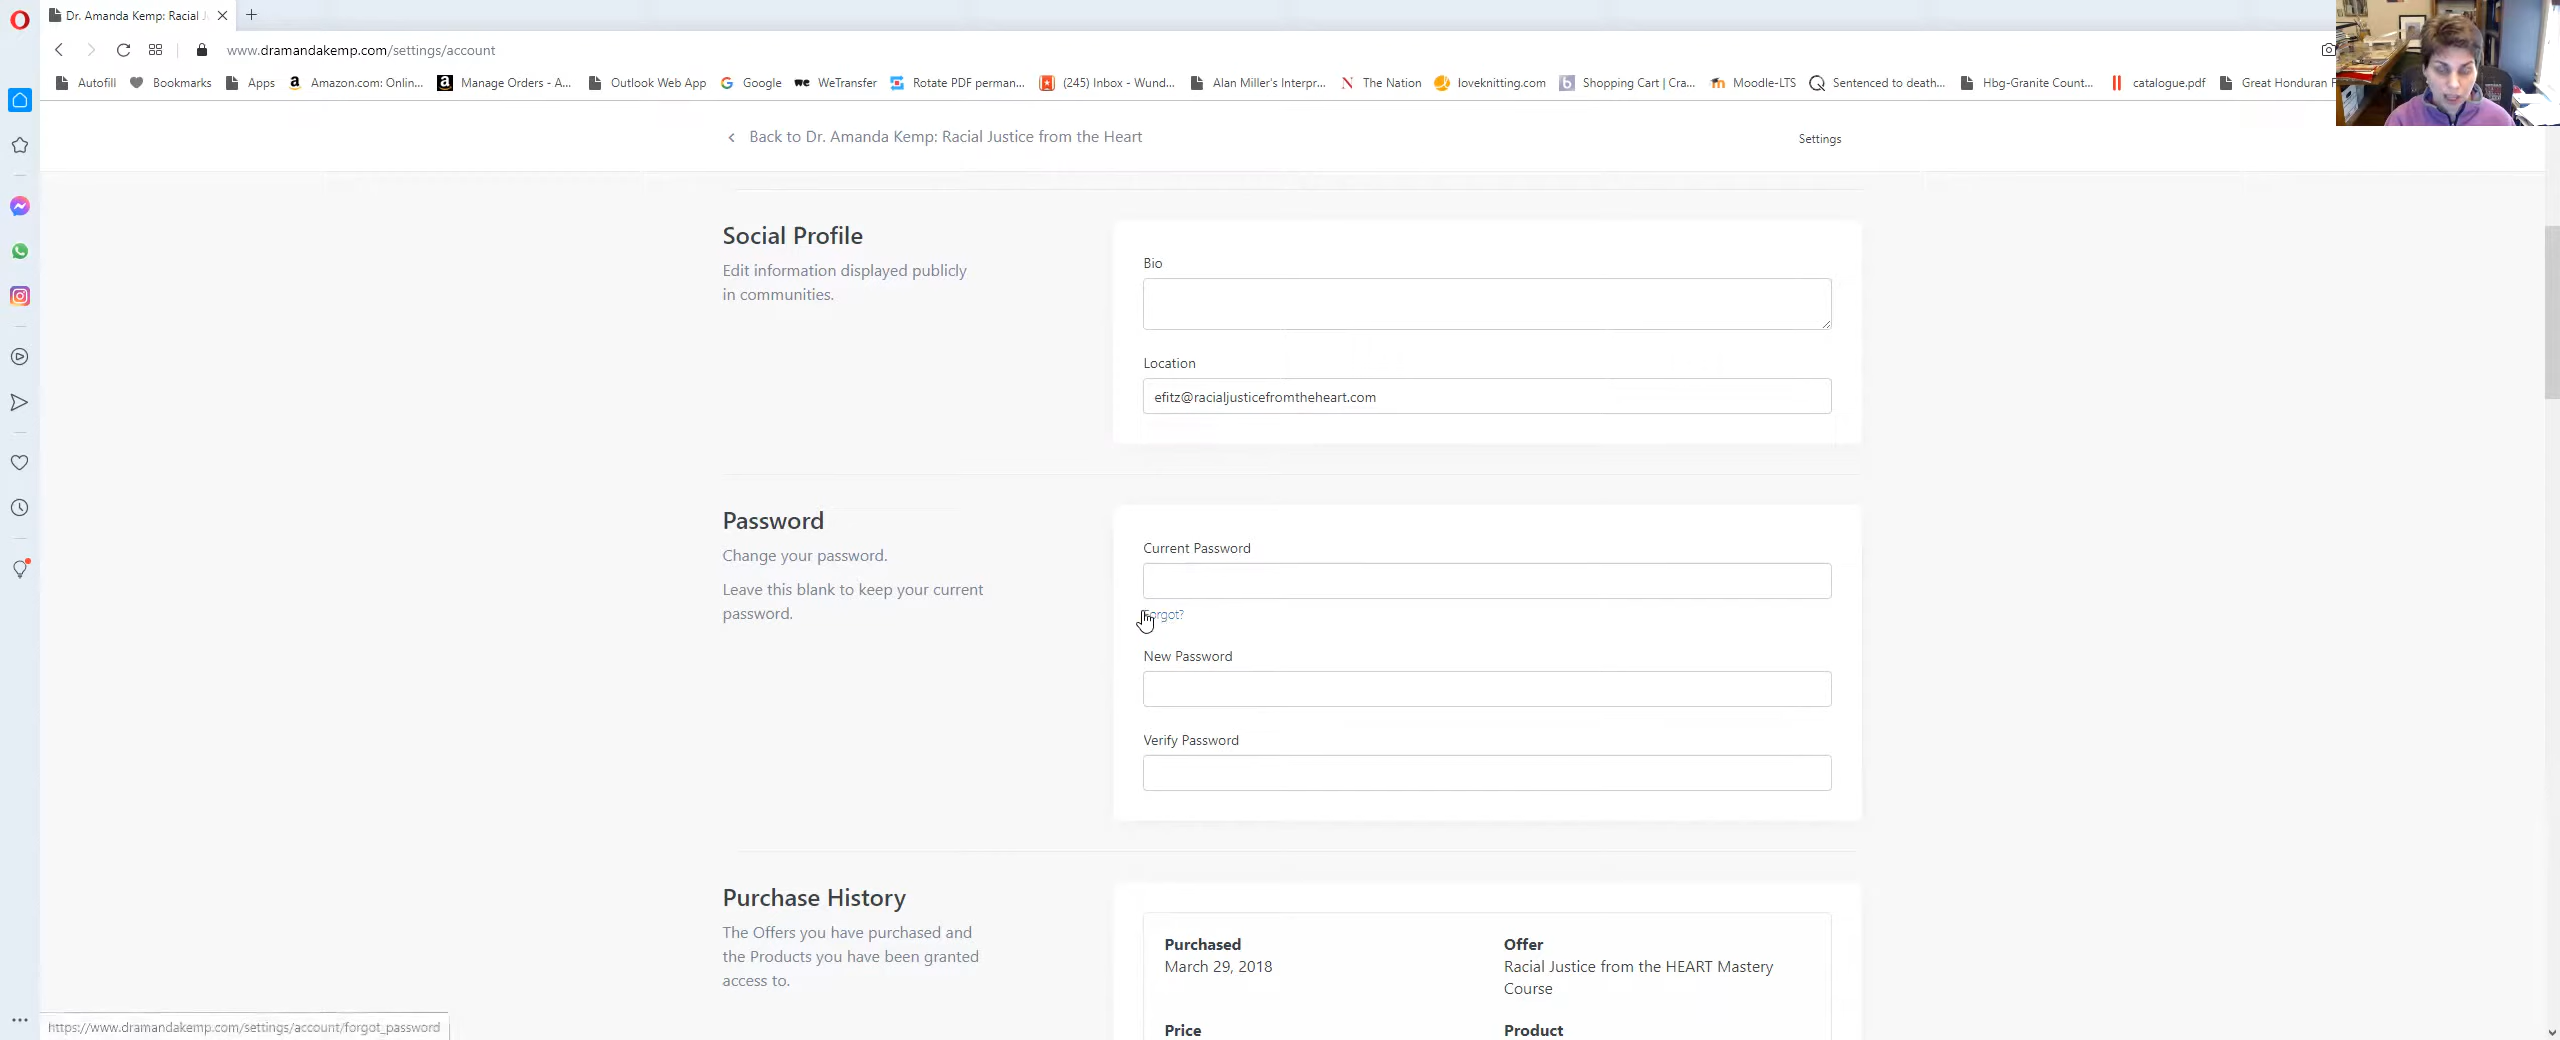 Dr. Amanda Kemp: Racial J
www.dramandakemp.com/settings/account
Autofill Bookmarks Apps Amazon.com: Onlin... Manage Orders - A... Outlook Web App Google WeTransfer Rotate PDF perman... (245) Inbox - Wund... Alan Miller's Interpr... The Nation loveknitting.com Shopping Cart | Cra... Moodle-LTS Sentenced to death... Hbg-Granite Count... catalogue.pdf Great Honduran
Back to Dr. Amanda Kemp: Racial Justice from the Heart
Settings
Social Profile
Edit information displayed publicly
in communities.
Bio
Location
efitz@racialjusticefromtheheart.com
Password
Change your password.
Leave this blank to keep your current
password.
Current Password
Forgot?
New Password
Verify Password
Purchase History
The Offers you have purchased and
the Products you have been granted
access to.
Purchased
March 29, 2018
Offer
Racial Justice from the HEART Mastery
Course
Price
Product
https://www.dramandakemp.com/settings/account/forgot_password